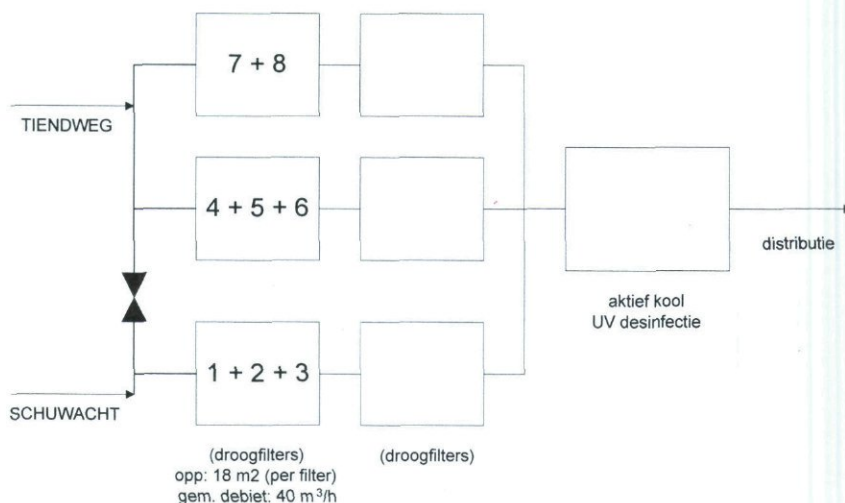 7 + 8
TIENDWEG
4 + 5 + 6
distributie
aktief kool
UV desinfectie
1 + 2 + 3
SCHUWACHT
(droogfilters)
opp: 18 m2 (per filter)
gem. debiet: 40 m³/h
(droogfilters)